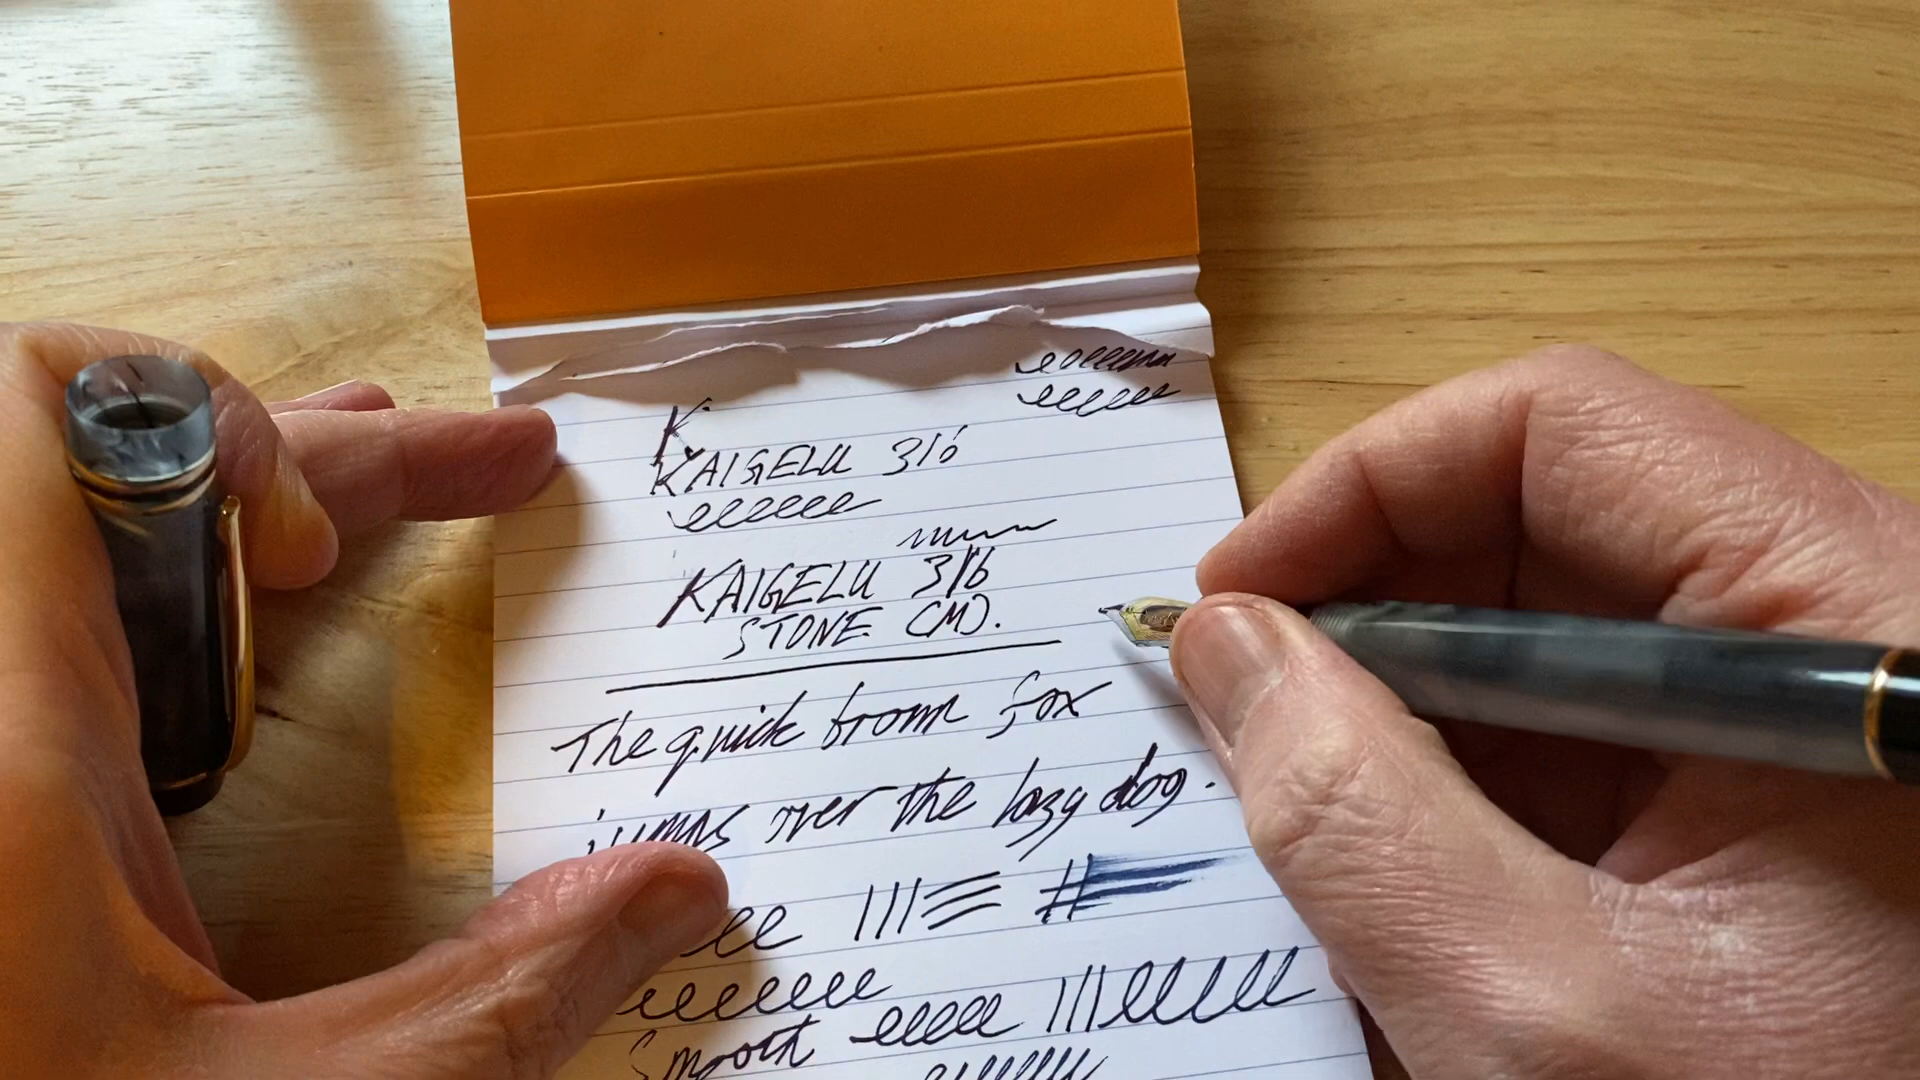 K
KAIGELU 316
KAIGELU 316
STONE (M).
The quick brown fox
jumps over the lazy dog.
Smooth